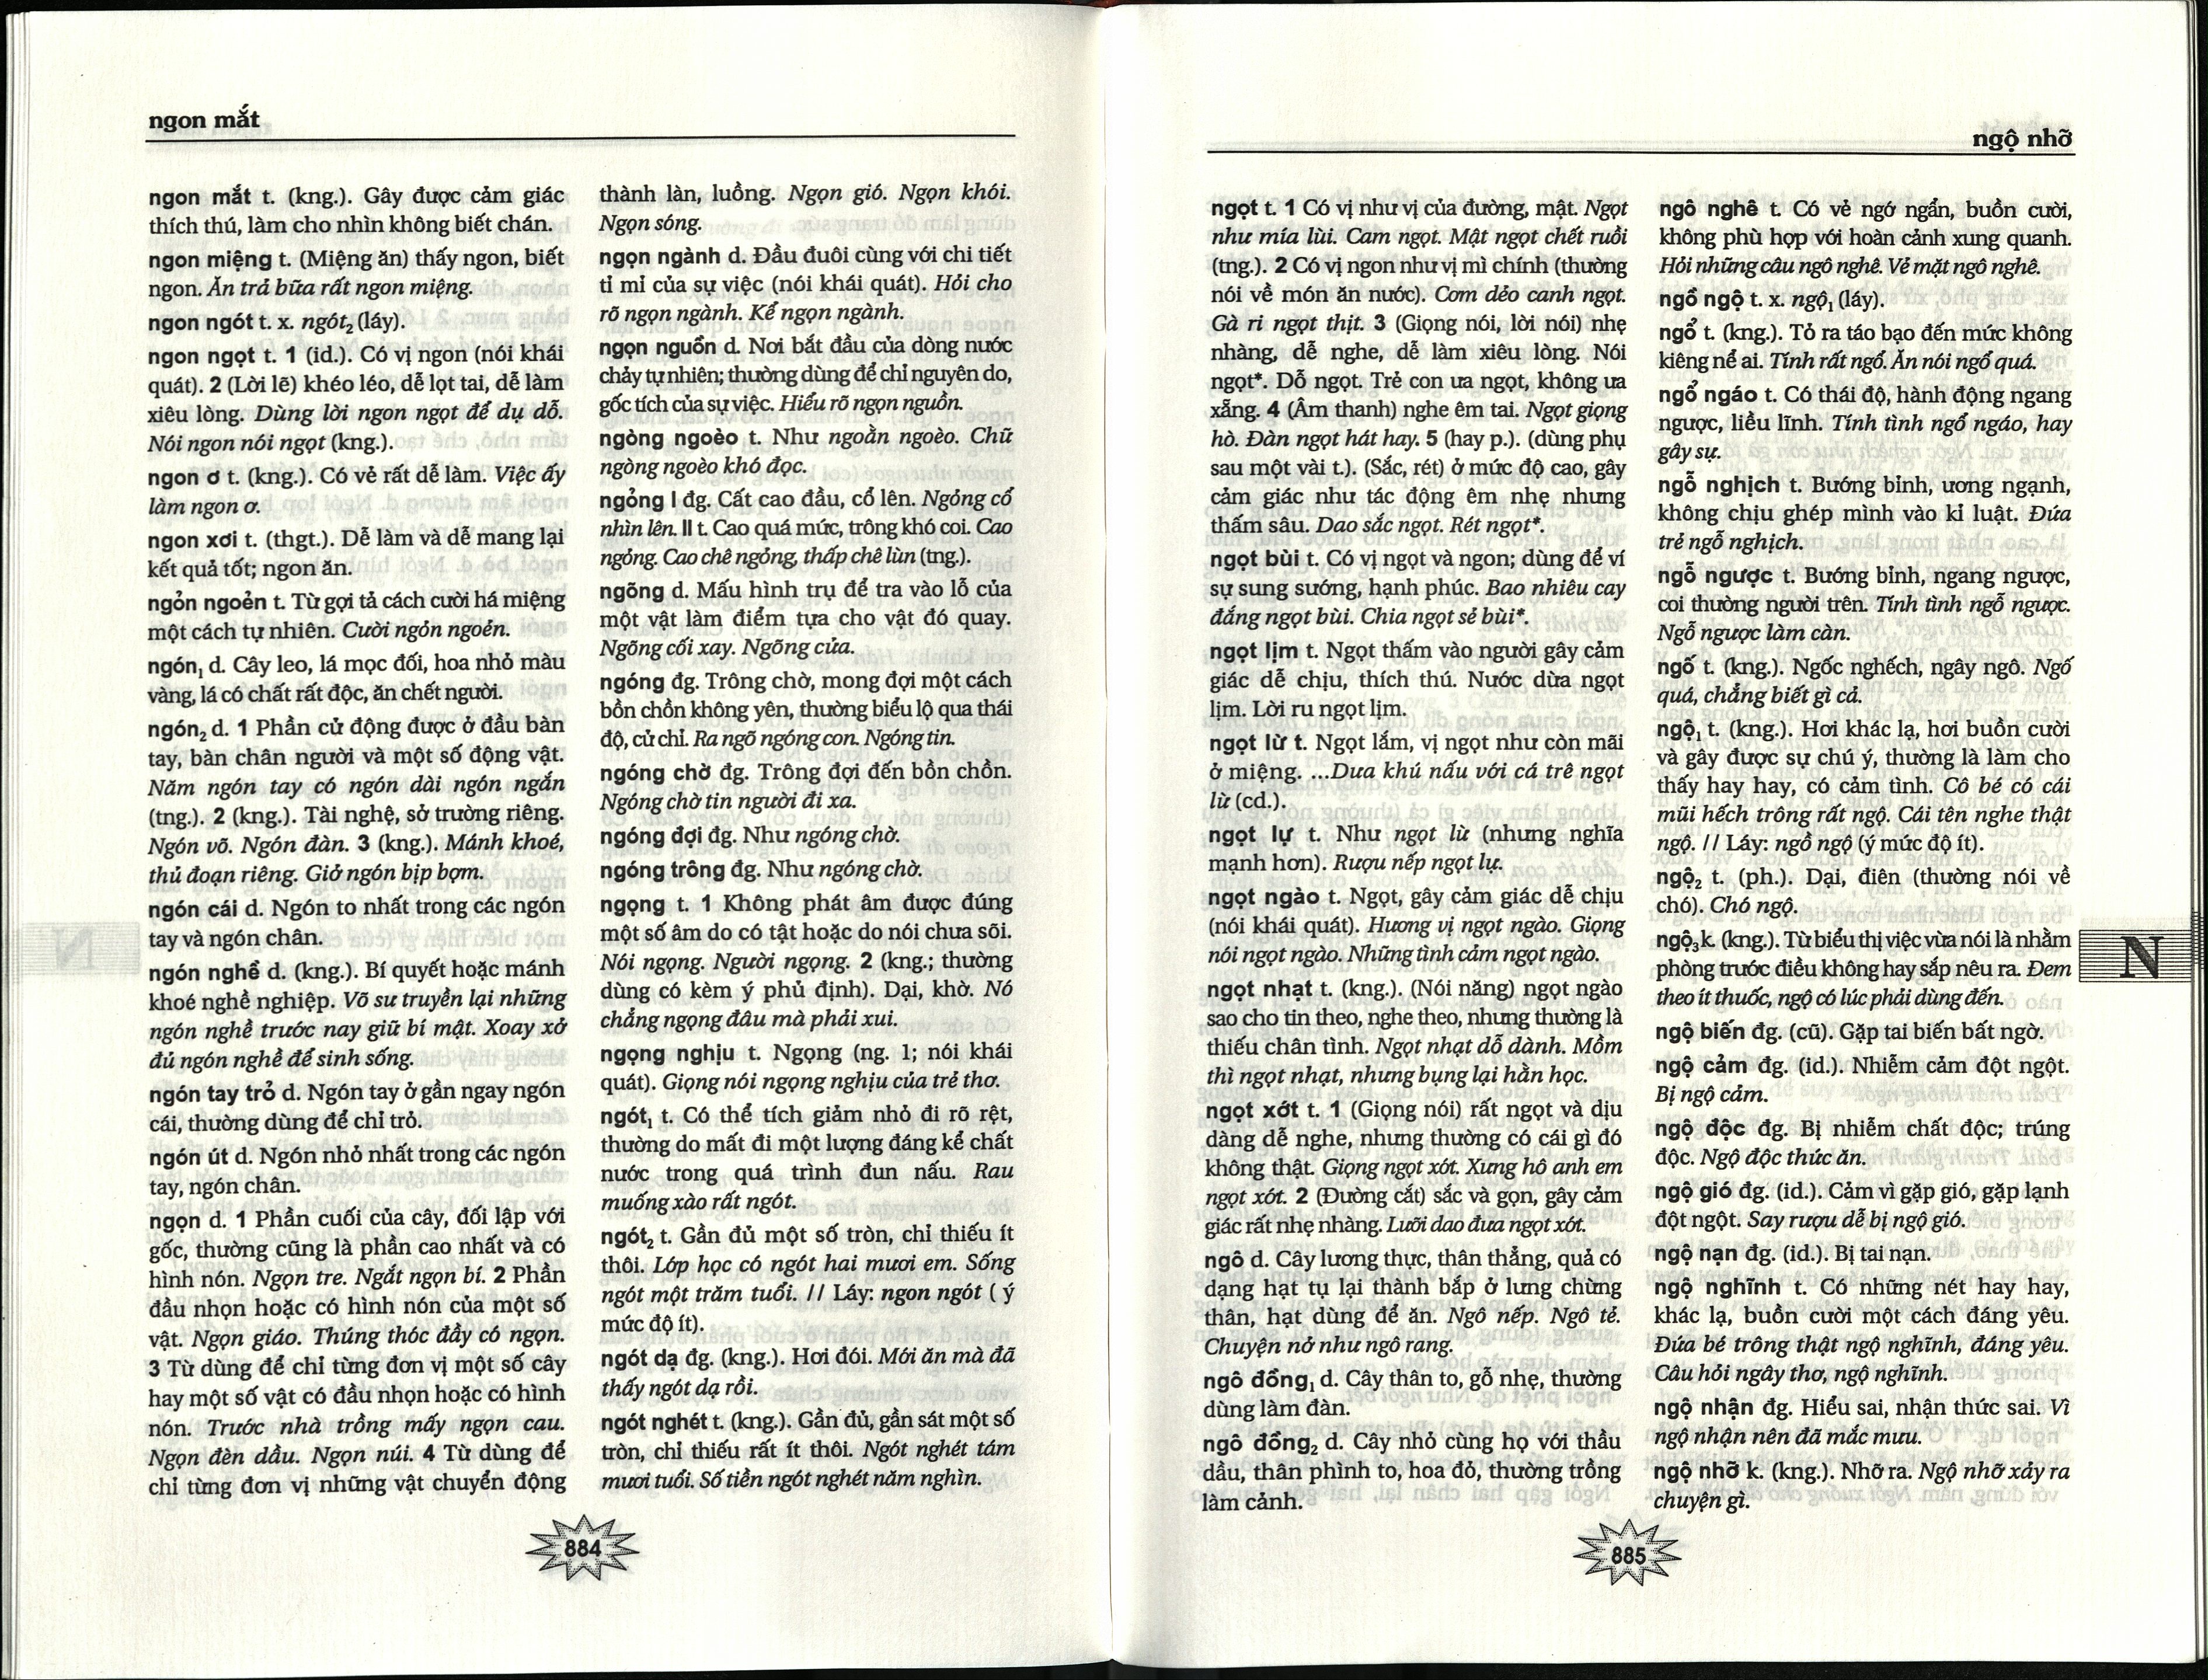 ngon mắt
ngon mắt t. (kng.). Gây được cảm giác
thích thú, làm cho nhìn không biết chán.
ngon miệng t. (Miệng ăn) thấy ngon, biết
ngon. Ăn trả bữa rất ngon miệng.
ngon ngót t. x. ngót₂ (láy).
ngon ngọt t. 1 (id.). Có vị ngon (nói khái
quát). 2 (Lời lẽ) khéo léo, dễ lọt tai, dễ làm
xiêu lòng. Dùng lời ngon ngọt để dụ dỗ.
Nói ngon nói ngọt (kng.).
ngon ơ t. (kng.). Có vẻ rất dễ làm. Việc ấy
làm ngon ơ.
ngon xơi t. (thgt.). Dễ làm và dễ mang lại
kết quả tốt; ngon ăn.
ngỏn ngoẻn t. Từ gợi tả cách cười há miệng
một cách tự nhiên. Cười ngỏn ngoẻn.
ngón₁ d. Cây leo, lá mọc đối, hoa nhỏ màu
vàng, lá có chất rất độc, ăn chết người.
ngón₂ d. 1 Phần cử động được ở đầu bàn
tay, bàn chân người và một số động vật.
Năm ngón tay có ngón dài ngón ngắn
(tng.). 2 (kng.). Tài nghệ, sở trường riêng.
Ngón võ. Ngón đàn. 3 (kng.). Mánh khoé,
thủ đoạn riêng. Giở ngón bịp bợm.
ngón cái d. Ngón to nhất trong các ngón
tay và ngón chân.
ngón nghề d. (kng.). Bí quyết hoặc mánh
khoé nghề nghiệp. Võ sư truyền lại những
ngón nghề trước nay giữ bí mật. Xoay xở
đủ ngón nghề để sinh sống.
ngón tay trỏ d. Ngón tay ở gần ngay ngón
cái, thường dùng để chỉ trỏ.
ngón út d. Ngón nhỏ nhất trong các ngón
tay, ngón chân.
ngọn d. 1 Phần cuối của cây, đối lập với
gốc, thường cũng là phần cao nhất và có
hình nón. Ngọn tre. Ngắt ngọn bí. 2 Phần
đầu nhọn hoặc có hình nón của một số
vật. Ngọn giáo. Thúng thóc đầy có ngọn.
3 Từ dùng để chỉ từng đơn vị một số cây
hay một số vật có đầu nhọn hoặc có hình
nón. Trước nhà trồng mấy ngọn cau.
Ngọn đèn dầu. Ngọn núi. 4 Từ dùng để
chỉ từng đơn vị những vật chuyển động
thành làn, luồng. Ngọn gió. Ngọn khói.
Ngọn sóng.
ngọn ngành d. Đầu đuôi cùng với chi tiết
tỉ mỉ của sự việc (nói khái quát). Hỏi cho
rõ ngọn ngành. Kể ngọn ngành.
ngọn nguồn d. Nơi bắt đầu của dòng nước
chảy tự nhiên; thường dùng để chỉ nguyên do,
gốc tích của sự việc. Hiểu rõ ngọn nguồn.
ngòng ngoèo t. Như ngoằn ngoèo. Chữ
ngòng ngoèo khó đọc.
ngỏng I đg. Cất cao đầu, cổ lên. Ngỏng cổ
nhìn lên. II t. Cao quá mức, trông khó coi. Cao
ngỏng. Cao chê ngỏng, thấp chê lùn (tng.).
ngõng d. Mấu hình trụ để tra vào lỗ của
một vật làm điểm tựa cho vật đó quay.
Ngõng cối xay. Ngõng cửa.
ngóng đg. Trông chờ, mong đợi một cách
bồn chồn không yên, thường biểu lộ qua thái
độ, cử chỉ. Ra ngõ ngóng con. Ngóng tin.
ngóng chờ đg. Trông đợi đến bồn chồn.
Ngóng chờ tin người đi xa.
ngóng đợi đg. Như ngóng chờ.
ngóng trông đg. Như ngóng chờ.
ngọng t. 1 Không phát âm được đúng
một số âm do có tật hoặc do nói chưa sõi.
Nói ngọng. Người ngọng. 2 (kng.; thường
dùng có kèm ý phủ định). Dại, khờ. Nó
chẳng ngọng đâu mà phải xui.
ngọng nghịu t. Ngọng (ng. 1; nói khái
quát). Giọng nói ngọng nghịu của trẻ thơ.
ngót₁ t. Có thể tích giảm nhỏ đi rõ rệt,
thường do mất đi một lượng đáng kể chất
nước trong quá trình đun nấu. Rau
muống xào rất ngót.
ngót₂ t. Gần đủ một số tròn, chỉ thiếu ít
thôi. Lớp học có ngót hai mươi em. Sống
ngót một trăm tuổi. // Láy: ngon ngót ( ý
mức độ ít).
ngót dạ đg. (kng.). Hơi đói. Mới ăn mà đã
thấy ngót dạ rồi.
ngót nghét t. (kng.). Gần đủ, gần sát một số
tròn, chỉ thiếu rất ít thôi. Ngót nghét tám
mươi tuổi. Số tiền ngót nghét năm nghìn.
884
ngộ nhỡ
ngọt t. 1 Có vị như vị của đường, mật. Ngọt
như mía lùi. Cam ngọt. Mật ngọt chết ruồi
(tng.). 2 Có vị ngon như vị mì chính (thường
nói về món ăn nước). Cơm dẻo canh ngọt.
Gà ri ngọt thịt. 3 (Giọng nói, lời nói) nhẹ
nhàng, dễ nghe, dễ làm xiêu lòng. Nói
ngọt*. Dỗ ngọt. Trẻ con ưa ngọt, không ưa
xẵng. 4 (Âm thanh) nghe êm tai. Ngọt giọng
hò. Đàn ngọt hát hay. 5 (hay p.). (dùng phụ
sau một vài t.). (Sắc, rét) ở mức độ cao, gây
cảm giác như tác động êm nhẹ nhưng
thấm sâu. Dao sắc ngọt. Rét ngọt*.
ngọt bùi t. Có vị ngọt và ngon; dùng để ví
sự sung sướng, hạnh phúc. Bao nhiêu cay
đắng ngọt bùi. Chia ngọt sẻ bùi*.
ngọt lịm t. Ngọt thấm vào người gây cảm
giác dễ chịu, thích thú. Nước dừa ngọt
lịm. Lời ru ngọt lịm.
ngọt lừ t. Ngọt lắm, vị ngọt như còn mãi
ở miệng. ...Dưa khú nấu với cá trê ngọt
lừ (cd.).
ngọt lự t. Như ngọt lừ (nhưng nghĩa
mạnh hơn). Rượu nếp ngọt lự.
ngọt ngào t. Ngọt, gây cảm giác dễ chịu
(nói khái quát). Hương vị ngọt ngào. Giọng
nói ngọt ngào. Những tình cảm ngọt ngào.
ngọt nhạt t. (kng.). (Nói năng) ngọt ngào
sao cho tin theo, nghe theo, nhưng thường là
thiếu chân tình. Ngọt nhạt dỗ dành. Mồm
thì ngọt nhạt, nhưng bụng lại hằn học.
ngọt xớt t. 1 (Giọng nói) rất ngọt và dịu
dàng dễ nghe, nhưng thường có cái gì đó
không thật. Giọng ngọt xớt. Xưng hô anh em
ngọt xớt. 2 (Đường cắt) sắc và gọn, gây cảm
giác rất nhẹ nhàng. Lưỡi dao đưa ngọt xớt.
ngô d. Cây lương thực, thân thẳng, quả có
dạng hạt tụ lại thành bắp ở lưng chừng
thân, hạt dùng để ăn. Ngô nếp. Ngô tẻ.
Chuyện nở như ngô rang.
ngô đồng₁ d. Cây thân to, gỗ nhẹ, thường
dùng làm đàn.
ngô đồng₂ d. Cây nhỏ cùng họ với thầu
dầu, thân phình to, hoa đỏ, thường trồng
làm cảnh.
ngô nghê t. Có vẻ ngớ ngẩn, buồn cười,
không phù hợp với hoàn cảnh xung quanh.
Hỏi những câu ngô nghê. Vẻ mặt ngô nghê.
ngồ ngộ t. x. ngộ₁ (láy).
ngổ t. (kng.). Tỏ ra táo bạo đến mức không
kiêng nể ai. Tính rất ngổ. Ăn nói ngổ quá.
ngổ ngáo t. Có thái độ, hành động ngang
ngược, liều lĩnh. Tính tình ngổ ngáo, hay
gây sự.
ngỗ nghịch t. Bướng bỉnh, ương ngạnh,
không chịu ghép mình vào kỉ luật. Đứa
trẻ ngỗ nghịch.
ngỗ ngược t. Bướng bỉnh, ngang ngược,
coi thường người trên. Tính tình ngỗ ngược.
Ngỗ ngược làm càn.
ngố t. (kng.). Ngốc nghếch, ngây ngô. Ngố
quá, chẳng biết gì cả.
ngộ₁ t. (kng.). Hơi khác lạ, hơi buồn cười
và gây được sự chú ý, thường là làm cho
thấy hay hay, có cảm tình. Cô bé có cái
mũi hếch trông rất ngộ. Cái tên nghe thật
ngộ. // Láy: ngồ ngộ (ý mức độ ít).
ngộ₂ t. (ph.). Dại, điên (thường nói về
chó). Chó ngộ.
ngộ₃ k. (kng.). Từ biểu thị việc vừa nói là nhằm
phòng trước điều không hay sắp nêu ra. Đem
theo ít thuốc, ngộ có lúc phải dùng đến.
ngộ biến đg. (cũ). Gặp tai biến bất ngờ.
ngộ cảm đg. (id.). Nhiễm cảm đột ngột.
Bị ngộ cảm.
ngộ độc đg. Bị nhiễm chất độc; trúng
độc. Ngộ độc thức ăn.
ngộ gió đg. (id.). Cảm vì gặp gió, gặp lạnh
đột ngột. Say rượu dễ bị ngộ gió.
ngộ nạn đg. (id.). Bị tai nạn.
ngộ nghĩnh t. Có những nét hay hay,
khác lạ, buồn cười một cách đáng yêu.
Đứa bé trông thật ngộ nghĩnh, đáng yêu.
Câu hỏi ngây thơ, ngộ nghĩnh.
ngộ nhận đg. Hiểu sai, nhận thức sai. Vì
ngộ nhận nên đã mắc mưu.
ngộ nhỡ k. (kng.). Nhỡ ra. Ngộ nhỡ xảy ra
chuyện gì.
N
885